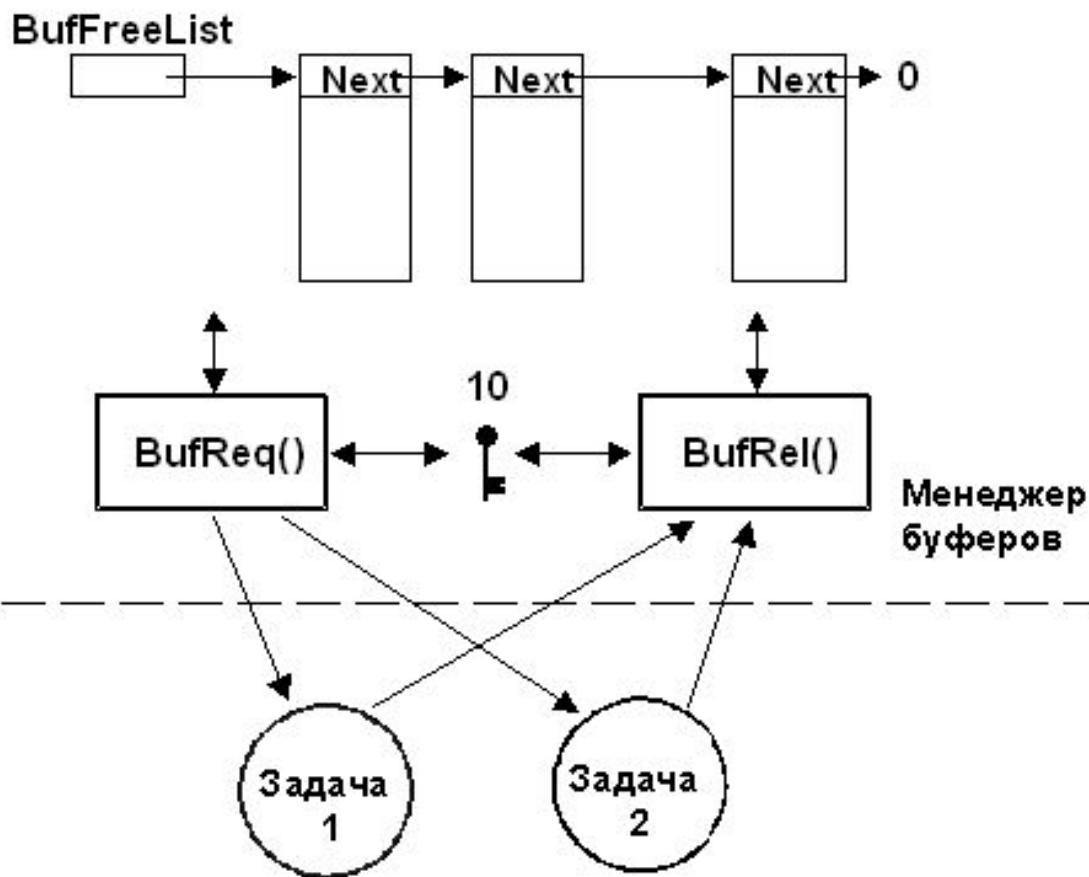 BufFreeList
Next Next Next 0
10
BufReq() BufRel()
Менеджер
буферов
Задача
1
Задача
2